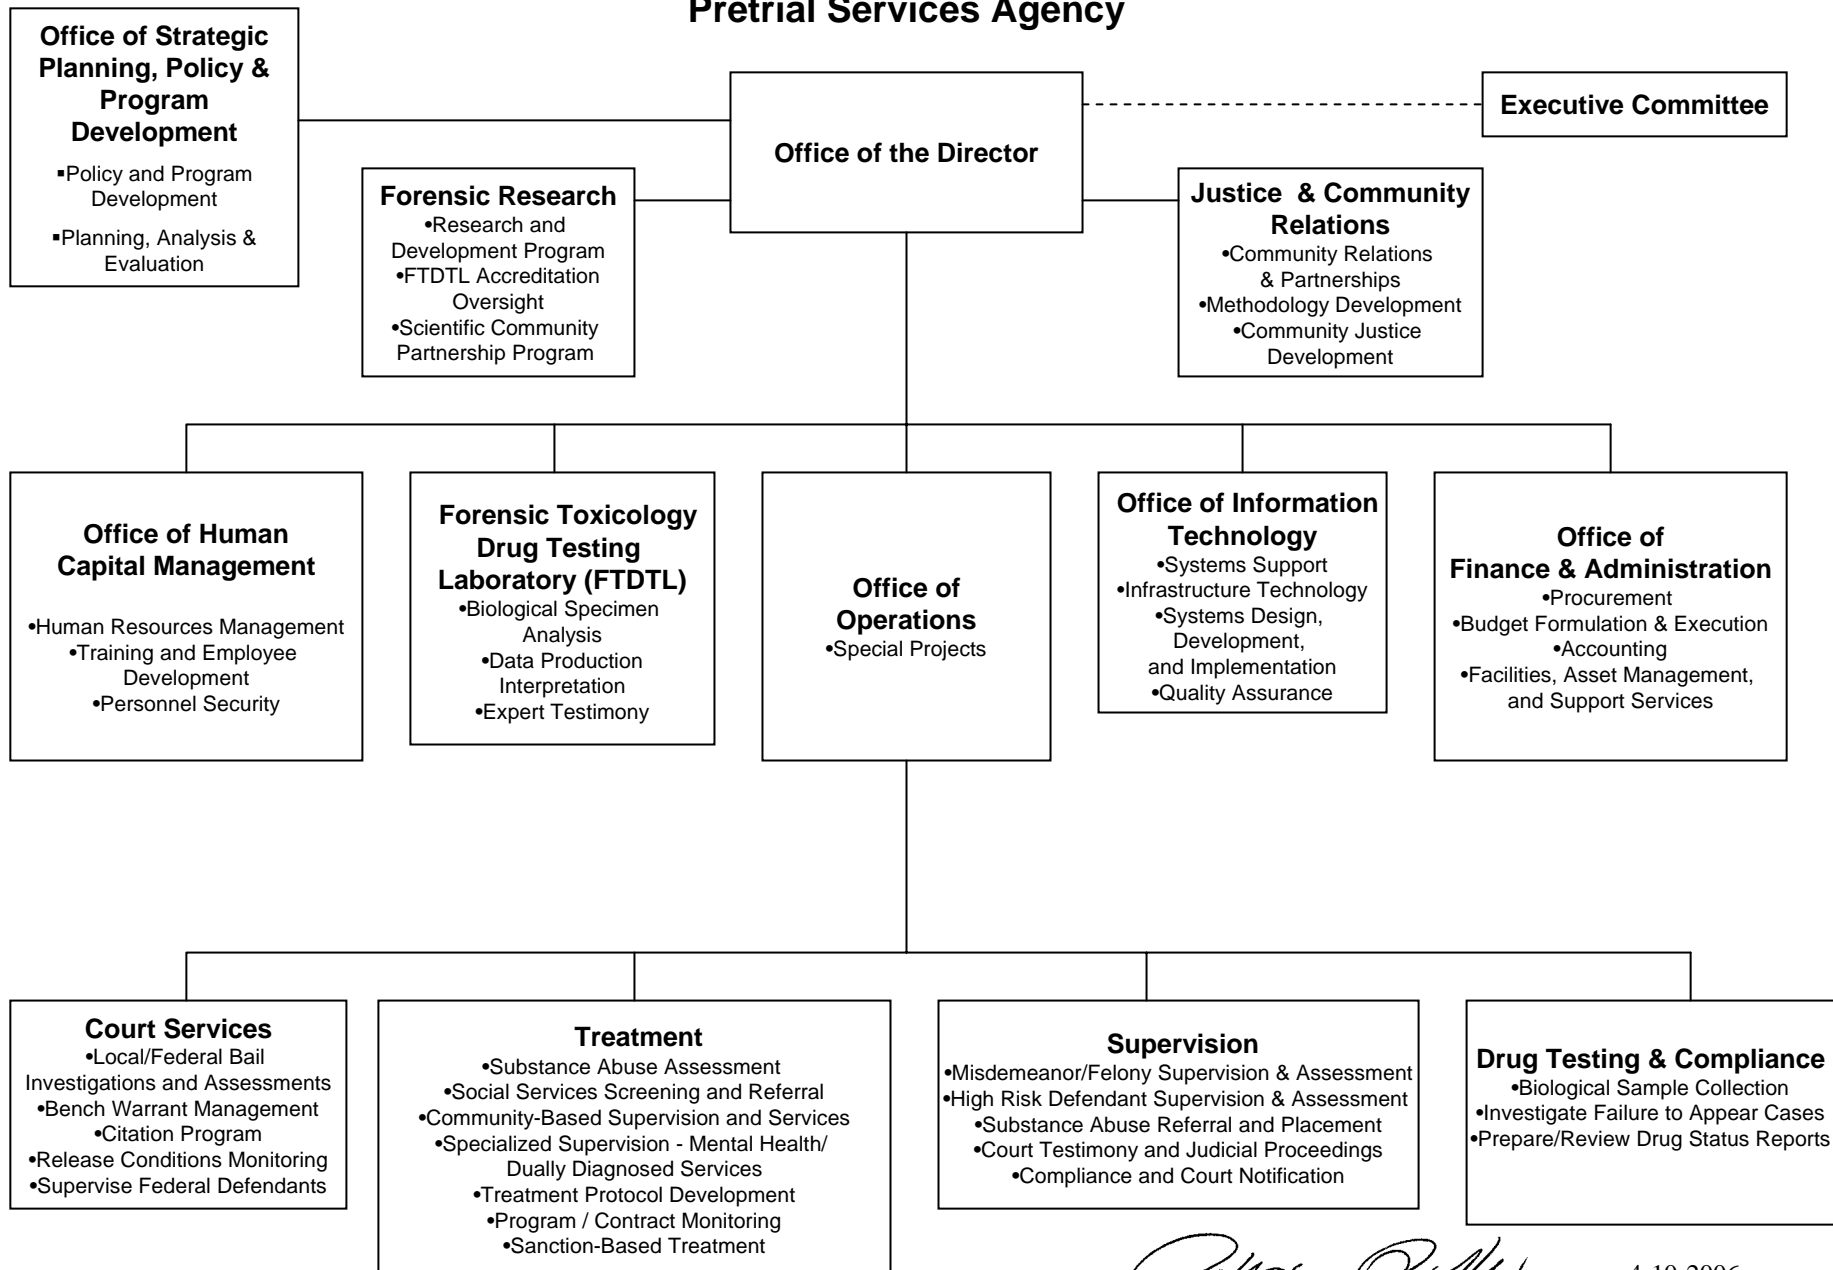 Pretrial Services Agency
Office of Strategic
Planning, Policy &
Program
Development
▪Policy and Program
Development
▪Planning, Analysis &
Evaluation
Office of the Director
Executive Committee
Forensic Research
•Research and
Development Program
•FTDTL Accreditation
Oversight
•Scientific Community
Partnership Program
Justice & Community
Relations
•Community Relations
& Partnerships
•Methodology Development
•Community Justice
Development
Office of Human
Capital Management
•Human Resources Management
•Training and Employee
Development
•Personnel Security
Forensic Toxicology
Drug Testing
Laboratory (FTDTL)
•Biological Specimen
Analysis
•Data Production
Interpretation
•Expert Testimony
Office of
Operations
•Special Projects
Office of Information
Technology
•Systems Support
•Infrastructure Technology
•Systems Design,
Development,
and Implementation
•Quality Assurance
Office of
Finance & Administration
•Procurement
•Budget Formulation & Execution
•Accounting
•Facilities, Asset Management,
and Support Services
Court Services
•Local/Federal Bail
Investigations and Assessments
•Bench Warrant Management
•Citation Program
•Release Conditions Monitoring
•Supervise Federal Defendants
Treatment
•Substance Abuse Assessment
•Social Services Screening and Referral
•Community-Based Supervision and Services
•Specialized Supervision - Mental Health/
Dually Diagnosed Services
•Treatment Protocol Development
•Program / Contract Monitoring
•Sanction-Based Treatment
Supervision
•Misdemeanor/Felony Supervision & Assessment
•High Risk Defendant Supervision & Assessment
•Substance Abuse Referral and Placement
•Court Testimony and Judicial Proceedings
•Compliance and Court Notification
Drug Testing & Compliance
•Biological Sample Collection
•Investigate Failure to Appear Cases
•Prepare/Review Drug Status Reports
4-10-2006